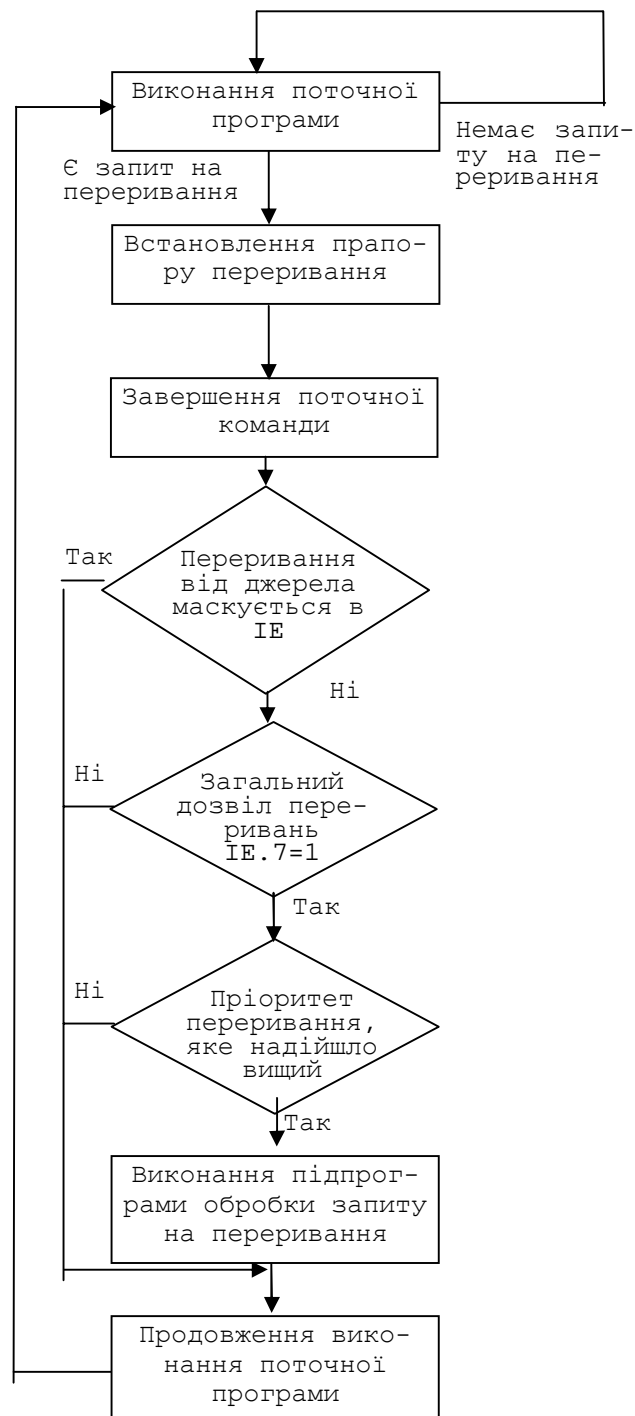 Виконання поточної
програми
Немає запи-
ту на пе-
реривання
Є запит на
переривання
Встановлення прапо-
ру переривання
Завершення поточної
команди
Так
Переривання
від джерела
маскується в
IE
Ні
Ні
Загальний
дозвіл пере-
ривань
IE.7=1
Так
Ні
Пріоритет
переривання,
яке надійшло
вищий
Так
Виконання підпрог-
рами обробки запиту
на переривання
Продовження вико-
нання поточної
програми